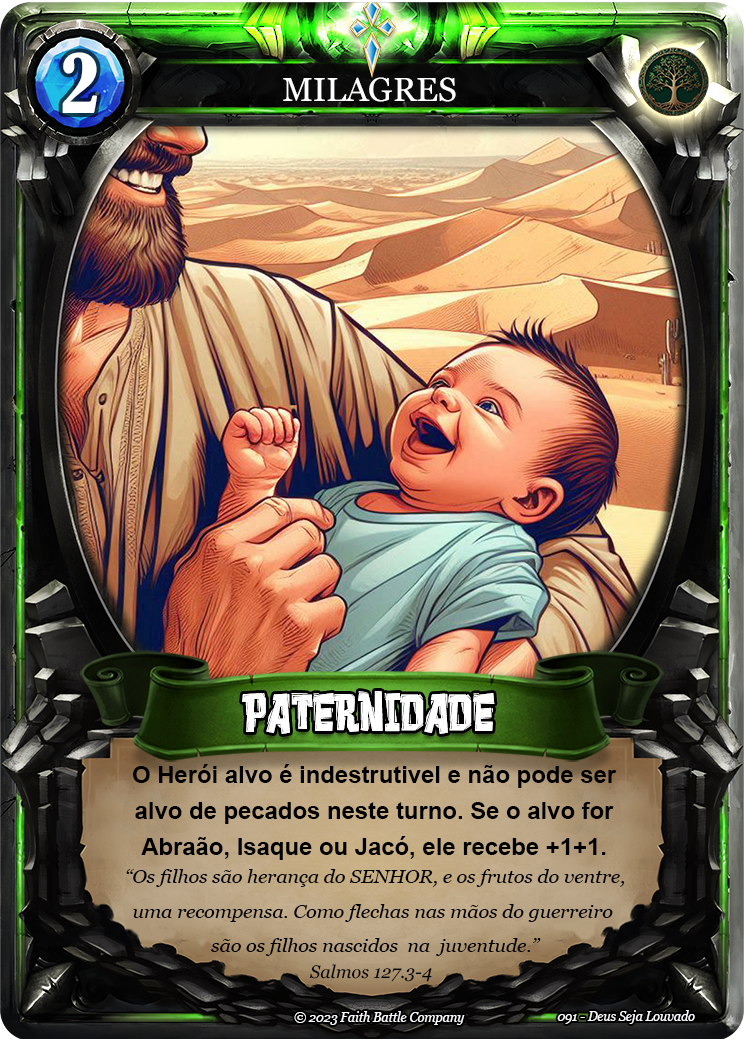 2
MILAGRES
PATERNIDADE
O Herói alvo é indestrutivel e não pode ser
alvo de pecados neste turno. Se o alvo for
Abraão, Isaque ou Jacó, ele recebe +1+1.
“Os filhos são herança do SENHOR, e os frutos do ventre,
uma recompensa. Como flechas nas mãos do guerreiro
são os filhos nascidos na juventude.”
Salmos 127.3-4
© 2023 Faith Battle Company
091 - Deus Seja Louvado